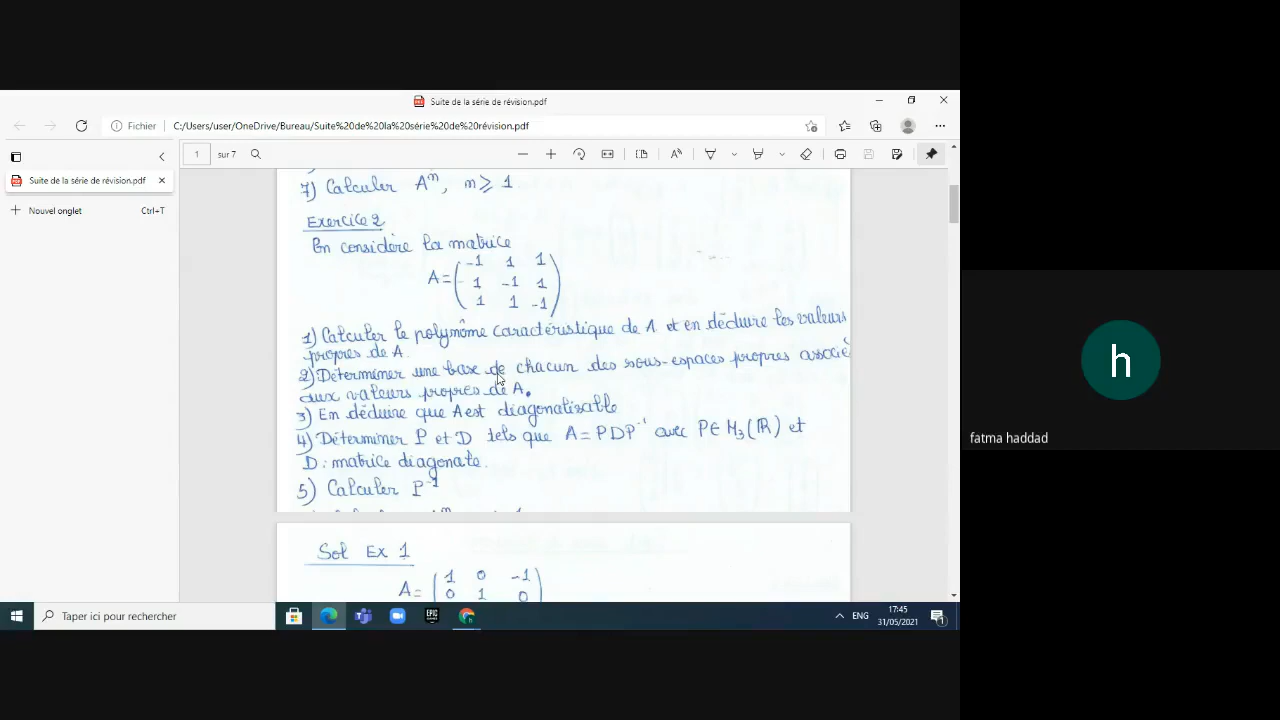 Suite de la série de révision.pdf
Fichier C:/Users/user/OneDrive/Bureau/Suite%20de%20la%20série%20de%20révision.pdf
1 sur 7
Suite de la série de révision.pdf
Nouvel onglet Ctrl+T
7) Calculer Aᵐ, m ⩾ 1
Exercice 2
On considère la matrice
-1 1 1
A = 1 -1 1
1 1 -1
1) Calculer le polynôme caractéristique de A et en déduire les valeurs
propres de A.
2) Déterminer une base de chacun des sous-espaces propres associé
aux valeurs propres de A.
3) En déduire que A est diagonalisable
4) Déterminer P et D tels que A = PDP⁻¹ avec P ∈ M₃(ℝ) et
D : matrice diagonale.
5) Calculer P⁻¹
Sol Ex 1
1 0 -1
A = 0 1 0
h
fatma haddad
Taper ici pour rechercher
EPIC
ENG
17:45
31/05/2021
1